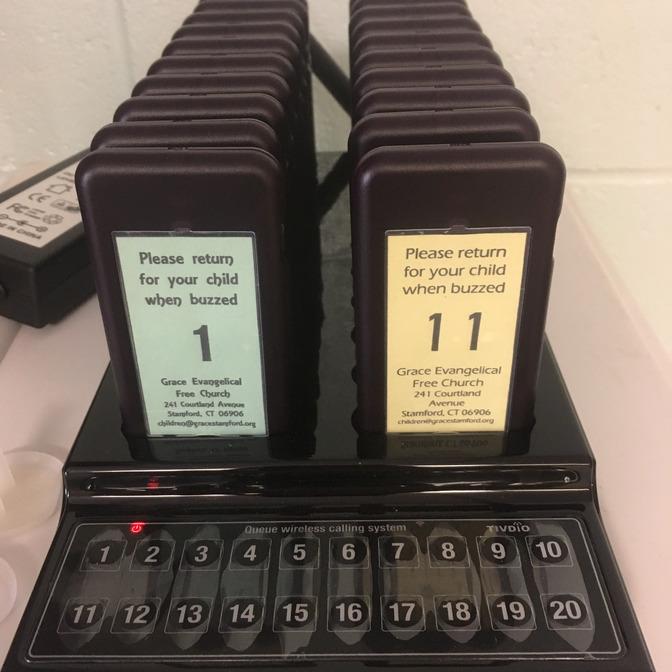 Please return
for your child
when buzzed
1
Grace Evangelical
Free Church
241 Courtland Avenue
Stamford, CT 06906
children@gracestamford.org
Please return
for your child
when buzzed
11
Grace Evangelical
Free Church
241 Courtland
Avenue
Stamford, CT 06906
children@gracestamford.org
Queue wireless calling system TIVDIO
1 2 3 4 5 6 7 8 9 10
11 12 13 14 15 16 17 18 19 20